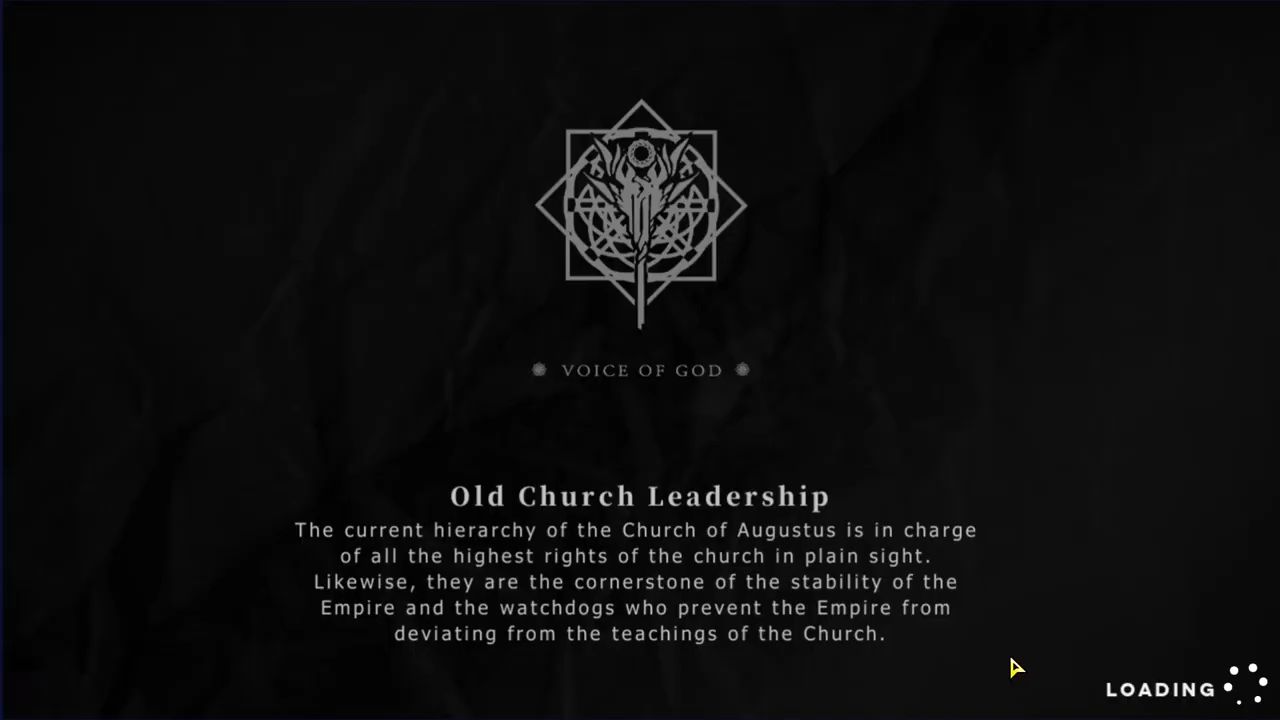 VOICE OF GOD
Old Church Leadership
The current hierarchy of the Church of Augustus is in charge
of all the highest rights of the church in plain sight.
Likewise, they are the cornerstone of the stability of the
Empire and the watchdogs who prevent the Empire from
deviating from the teachings of the Church.
LOADING